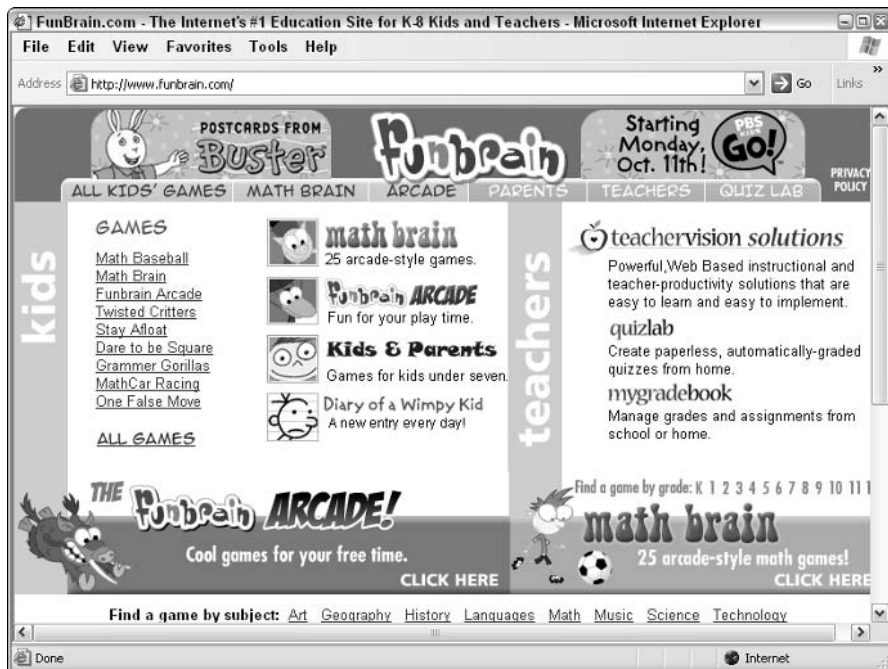 FunBrain.com - The Internet's #1 Education Site for K-8 Kids and Teachers - Microsoft Internet Explorer
File Edit View Favorites Tools Help
Address http://www.funbrain.com/ Go Links
POSTCARDS FROM
BUSTER
funbrain
Starting
Monday,
Oct. 11th!
PBS
KIDS
GO!
PRIVACY
POLICY
ALL KIDS' GAMES MATH BRAIN ARCADE PARENTS TEACHERS QUIZ LAB
kids
GAMES
Math Baseball
Math Brain
Funbrain Arcade
Twisted Critters
Stay Afloat
Dare to be Square
Grammer Gorillas
MathCar Racing
One False Move
ALL GAMES
math brain
25 arcade-style games.
funbrain ARCADE
Fun for your play time.
Kids & Parents
Games for kids under seven.
Diary of a Wimpy Kid
A new entry every day!
teachers
teachervision solutions
Powerful,Web Based instructional and
teacher-productivity solutions that are
easy to learn and easy to implement.
quizlab
Create paperless, automatically-graded
quizzes from home.
mygradebook
Manage grades and assignments from
school or home.
THE funbrain ARCADE!
Cool games for your free time.
CLICK HERE
Find a game by grade: K 1 2 3 4 5 6 7 8 9 10 11 1
math brain
25 arcade-style math games!
CLICK HERE
Find a game by subject: Art Geography History Languages Math Music Science Technology
Done Internet